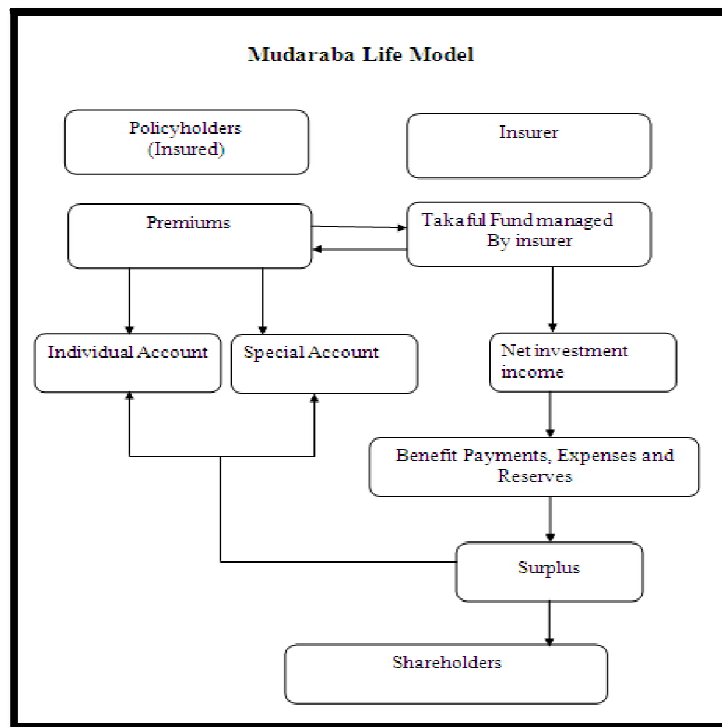 Mudaraba Life Model
Policyholders
(Insured)
Insurer
Premiums
Takaful Fund managed
By insurer
Individual Account
Special Account
Net investment
income
Benefit Payments, Expenses and
Reserves
Surplus
Shareholders